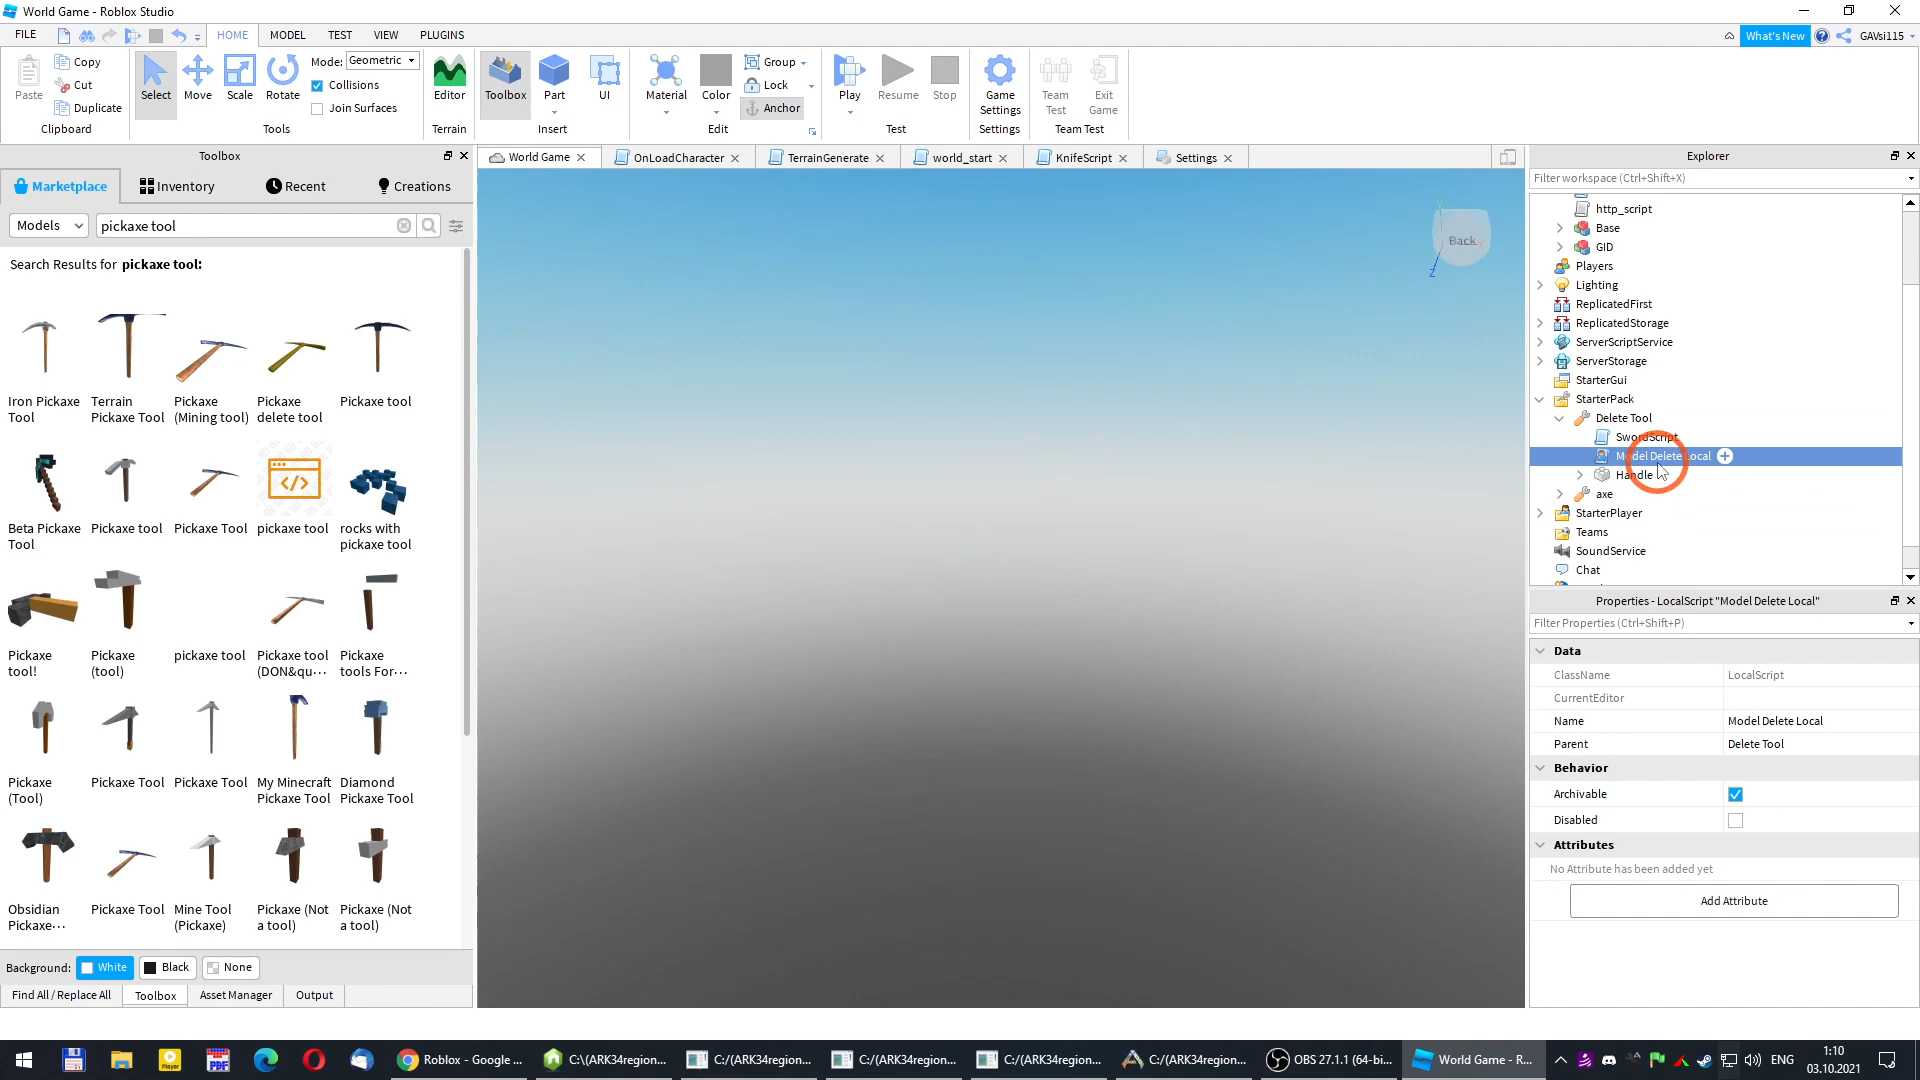 World Game - Roblox Studio
FILE
HOME
MODEL
TEST
VIEW
PLUGINS
What's New
GAVsi115
Paste
Copy
Cut
Duplicate
Clipboard
Select
Move
Scale
Rotate
Mode: Geometric
Collisions
Join Surfaces
Tools
Editor
Terrain
Toolbox
Part
UI
Insert
Material
Color
Group
Lock
Anchor
Edit
Play
Resume
Stop
Test
Game
Settings
Settings
Team
Test
Exit
Game
Team Test
Toolbox
Marketplace
Inventory
Recent
Creations
Models
pickaxe tool
Search Results for pickaxe tool:
Iron Pickaxe
Tool
Terrain
Pickaxe Tool
Pickaxe
(Mining tool)
Pickaxe
delete tool
Pickaxe tool
Beta Pickaxe
Tool
Pickaxe tool
Pickaxe Tool
pickaxe tool
rocks with
pickaxe tool
Pickaxe
tool!
Pickaxe
(tool)
pickaxe tool
Pickaxe tool
(DON&qu···
Pickaxe
tools For···
Pickaxe
(Tool)
Pickaxe Tool
Pickaxe Tool
My Minecraft
Pickaxe Tool
Diamond
Pickaxe Tool
Obsidian
Pickaxe···
Pickaxe Tool
Mine Tool
(Pickaxe)
Pickaxe (Not
a tool)
Pickaxe (Not
a tool)
Background:
White
Black
None
Find All / Replace All
Toolbox
Asset Manager
Output
World Game
OnLoadCharacter
TerrainGenerate
world_start
KnifeScript
Settings
Back
Z
Explorer
Filter workspace (Ctrl+Shift+X)
http_script
Base
GID
Players
Lighting
ReplicatedFirst
ReplicatedStorage
ServerScriptService
ServerStorage
StarterGui
StarterPack
Delete Tool
SwordScript
Model Delete Local
Handle
axe
StarterPlayer
Teams
SoundService
Chat
Properties - LocalScript "Model Delete Local"
Filter Properties (Ctrl+Shift+P)
Data
ClassName
LocalScript
CurrentEditor
Name
Model Delete Local
Parent
Delete Tool
Behavior
Archivable
Disabled
Attributes
No Attribute has been added yet
Add Attribute
Roblox - Google ...
C:\(ARK34region...
C:/(ARK34region...
C:/(ARK34region...
C:/(ARK34region...
C:/(ARK34region...
OBS 27.1.1 (64-bi...
World Game - R...
ENG
1:10
03.10.2021